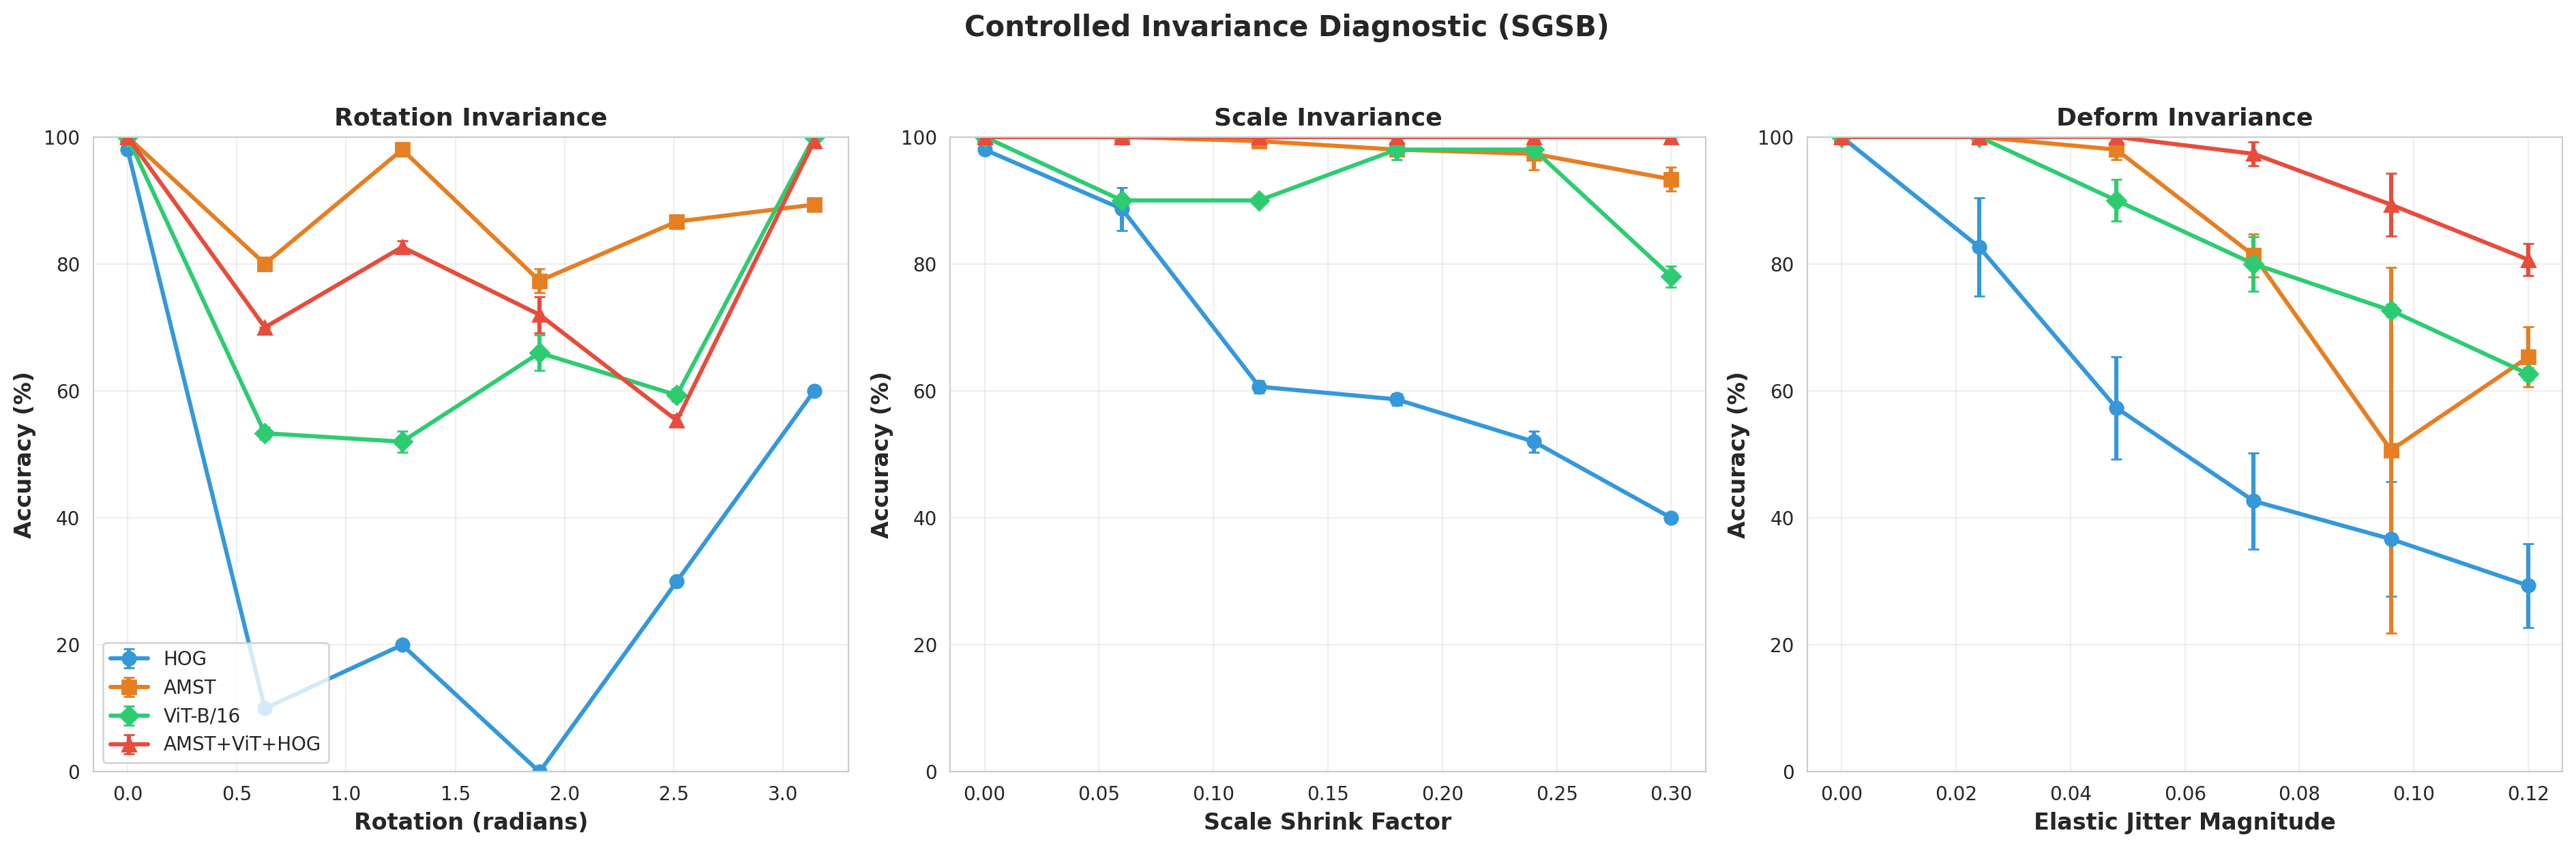 Controlled Invariance Diagnostic (SGSB)
Rotation Invariance
Accuracy (%)
100
80
60
40
20
0
HOG
AMST
ViT-B/16
AMST+ViT+HOG
0.0 0.5 1.0 1.5 2.0 2.5 3.0
Rotation (radians)
Scale Invariance
Accuracy (%)
100
80
60
40
20
0
0.00 0.05 0.10 0.15 0.20 0.25 0.30
Scale Shrink Factor
Deform Invariance
Accuracy (%)
100
80
60
40
20
0
0.00 0.02 0.04 0.06 0.08 0.10 0.12
Elastic Jitter Magnitude